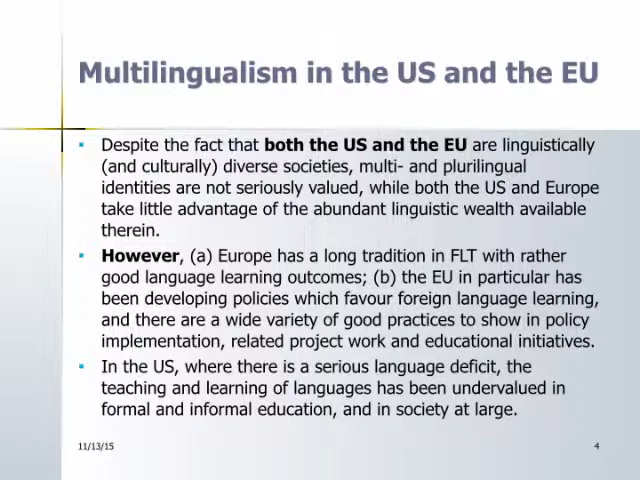 Multilingualism in the US and the EU
▪ Despite the fact that both the US and the EU are linguistically
(and culturally) diverse societies, multi- and plurilingual
identities are not seriously valued, while both the US and Europe
take little advantage of the abundant linguistic wealth available
therein.
▪ However, (a) Europe has a long tradition in FLT with rather
good language learning outcomes; (b) the EU in particular has
been developing policies which favour foreign language learning,
and there are a wide variety of good practices to show in policy
implementation, related project work and educational initiatives.
▪ In the US, where there is a serious language deficit, the
teaching and learning of languages has been undervalued in
formal and informal education, and in society at large.
11/13/15
4